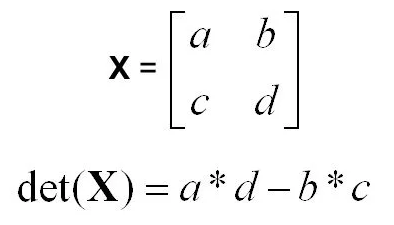 X = [ a b
c d ]
det(X) = a * d – b * c